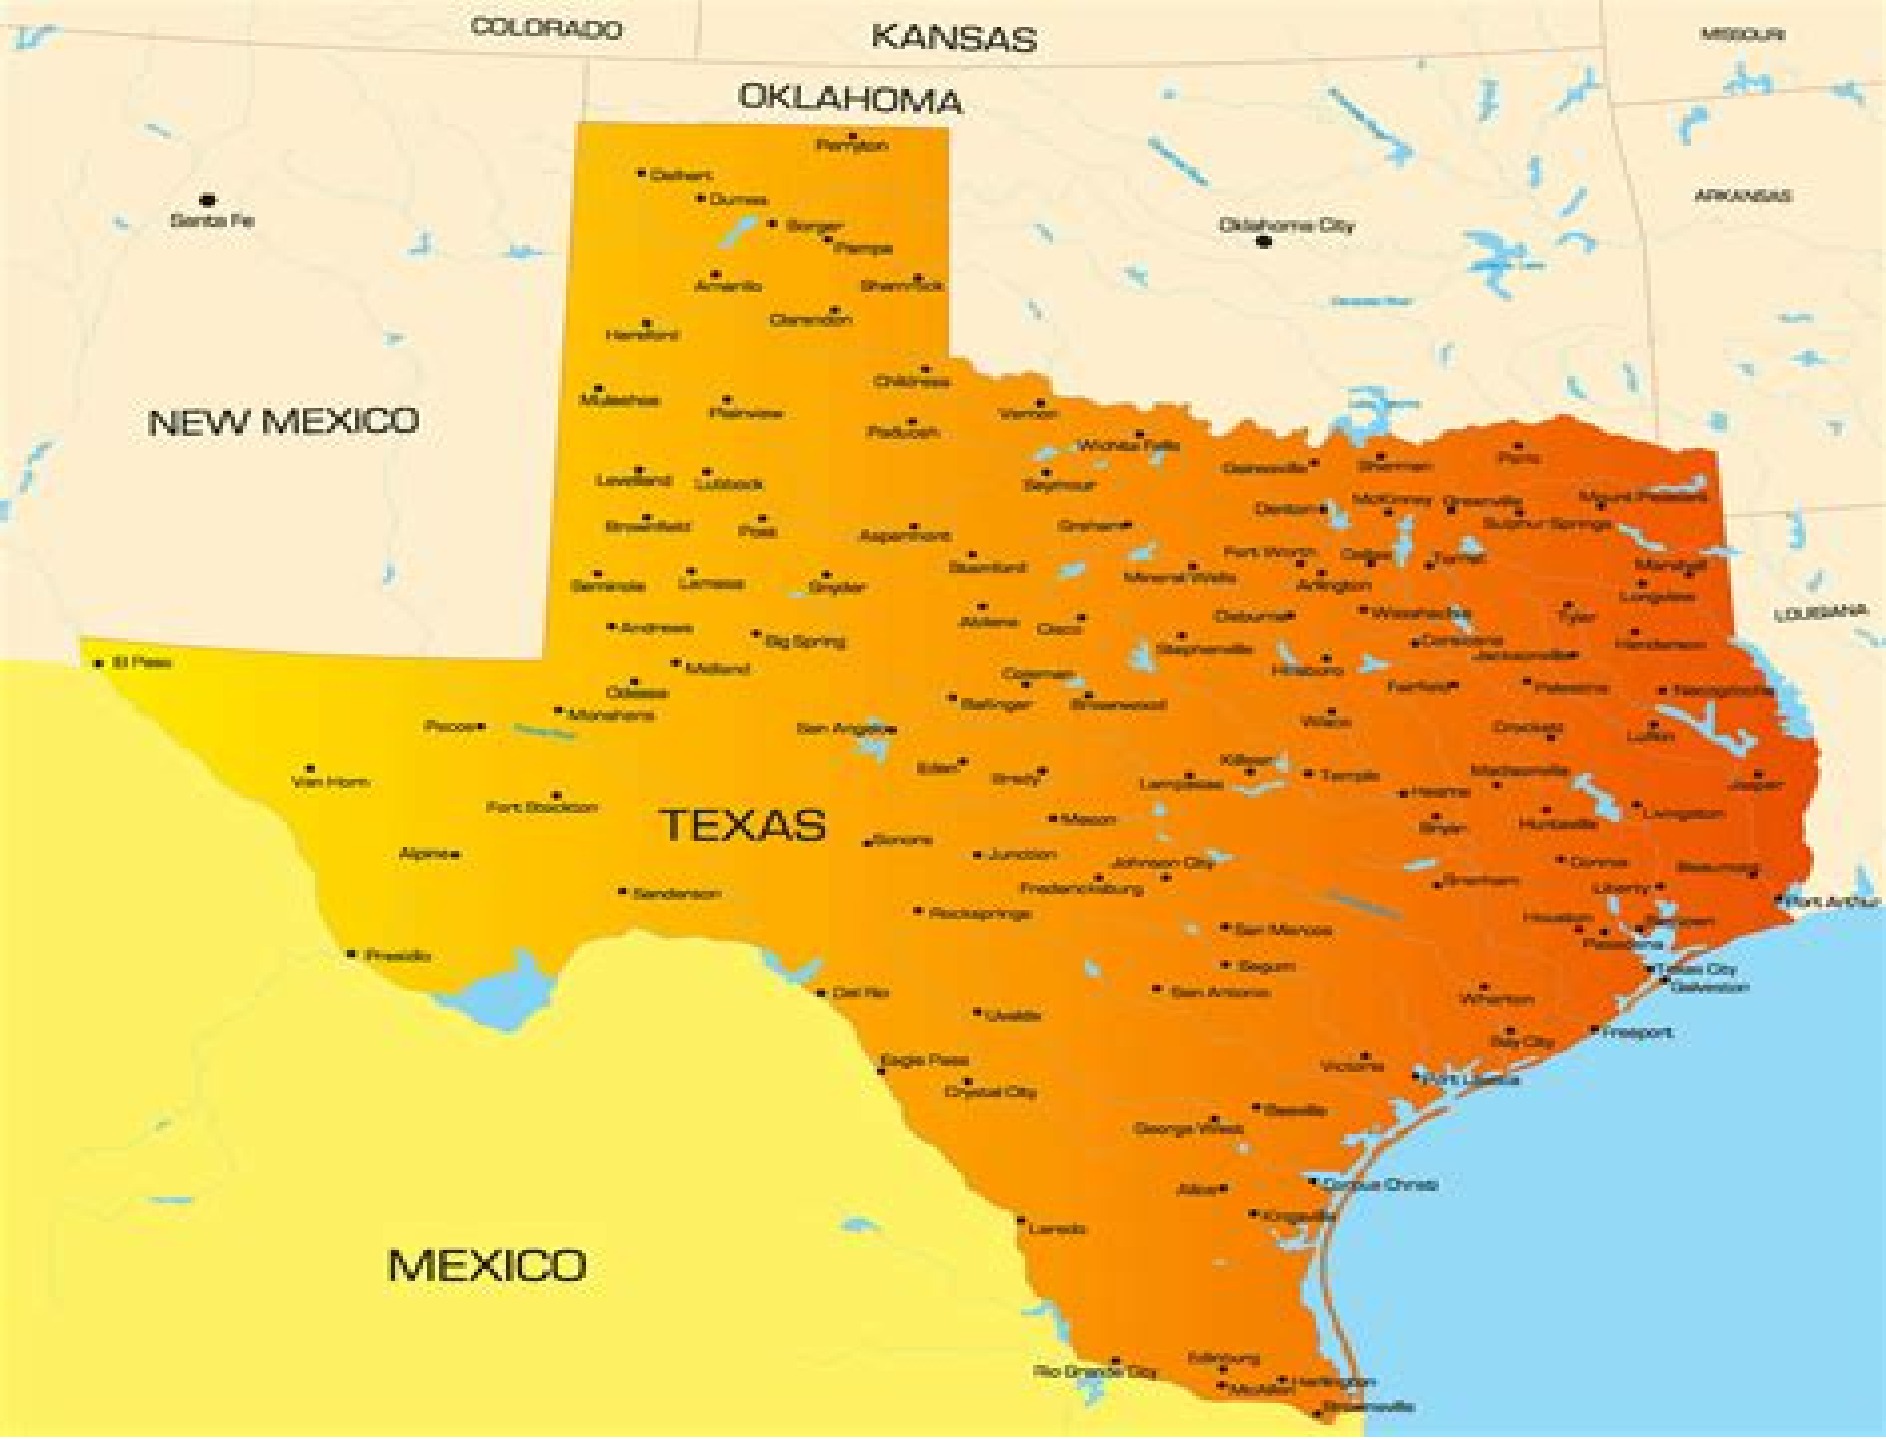 COLORADO
KANSAS
MISSOURI
OKLAHOMA
Perryton
Dalhart
Dumas
Borger
Pampa
ARKANSAS
Santa Fe
Oklahoma City
Amarillo
Shamrock
Clarendon
Hereford
Childress
Muleshoe
Plainview
Vernon
NEW MEXICO
Paducah
Wichita Falls
Gainesville
Sherman
Paris
Levelland
Lubbock
Seymour
McKinney
Greenville
Mount Pleasant
Denton
Sulphur Springs
Brownfield
Post
Aspermont
Graham
Fort Worth
Dallas
Stamford
Mineral Wells
Arlington
Marshall
Seminole
Lamesa
Snyder
Longview
LOUISIANA
Abilene
Cisco
Waxahachie
Tyler
Andrews
Big Spring
Corsicana
Henderson
Stephenville
Jacksonville
El Paso
Midland
Hillsboro
Coleman
Odessa
Fairfield
Palestine
Ballinger
Brownwood
Monahans
Pecos
San Angelo
Waco
Crockett
Lufkin
Killeen
Eden
Brady
Temple
Madisonville
Van Horn
Lampasas
Jasper
Hearne
Fort Stockton
TEXAS
Mason
Bryan
Huntsville
Livingston
Sonora
Alpine
Junction
Johnson City
Conroe
Beaumont
Fredericksburg
Brenham
Liberty
Sanderson
Port Arthur
Rocksprings
Houston
San Marcos
Pasadena
Presidio
Seguin
Texas City
Galveston
Del Rio
San Antonio
Wharton
Uvalde
Freeport
Bay City
Eagle Pass
Victoria
Crystal City
Port Lavaca
Beeville
George West
Alice
Corpus Christi
Kingsville
Laredo
MEXICO
Edinburg
Rio Grande City
McAllen
Harlington
Brownsville